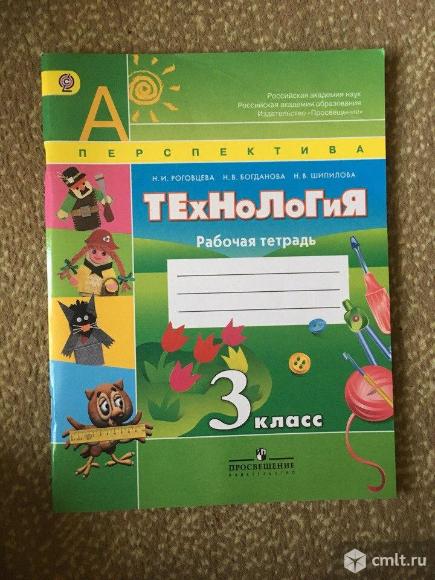 Российская академия наук
Российская академия образования
Издательство «Просвещение»
А
ПЕРСПЕКТИВА
Н. И. РОГОВЦЕВА Н. В. БОГДАНОВА Н. В. ШИПИЛОВА
ТЕхНоЛоГиЯ
Рабочая тетрадь
3 класс
ПРОСВЕЩЕНИЕ
ИЗДАТЕЛЬСТВО
cmlt.ru